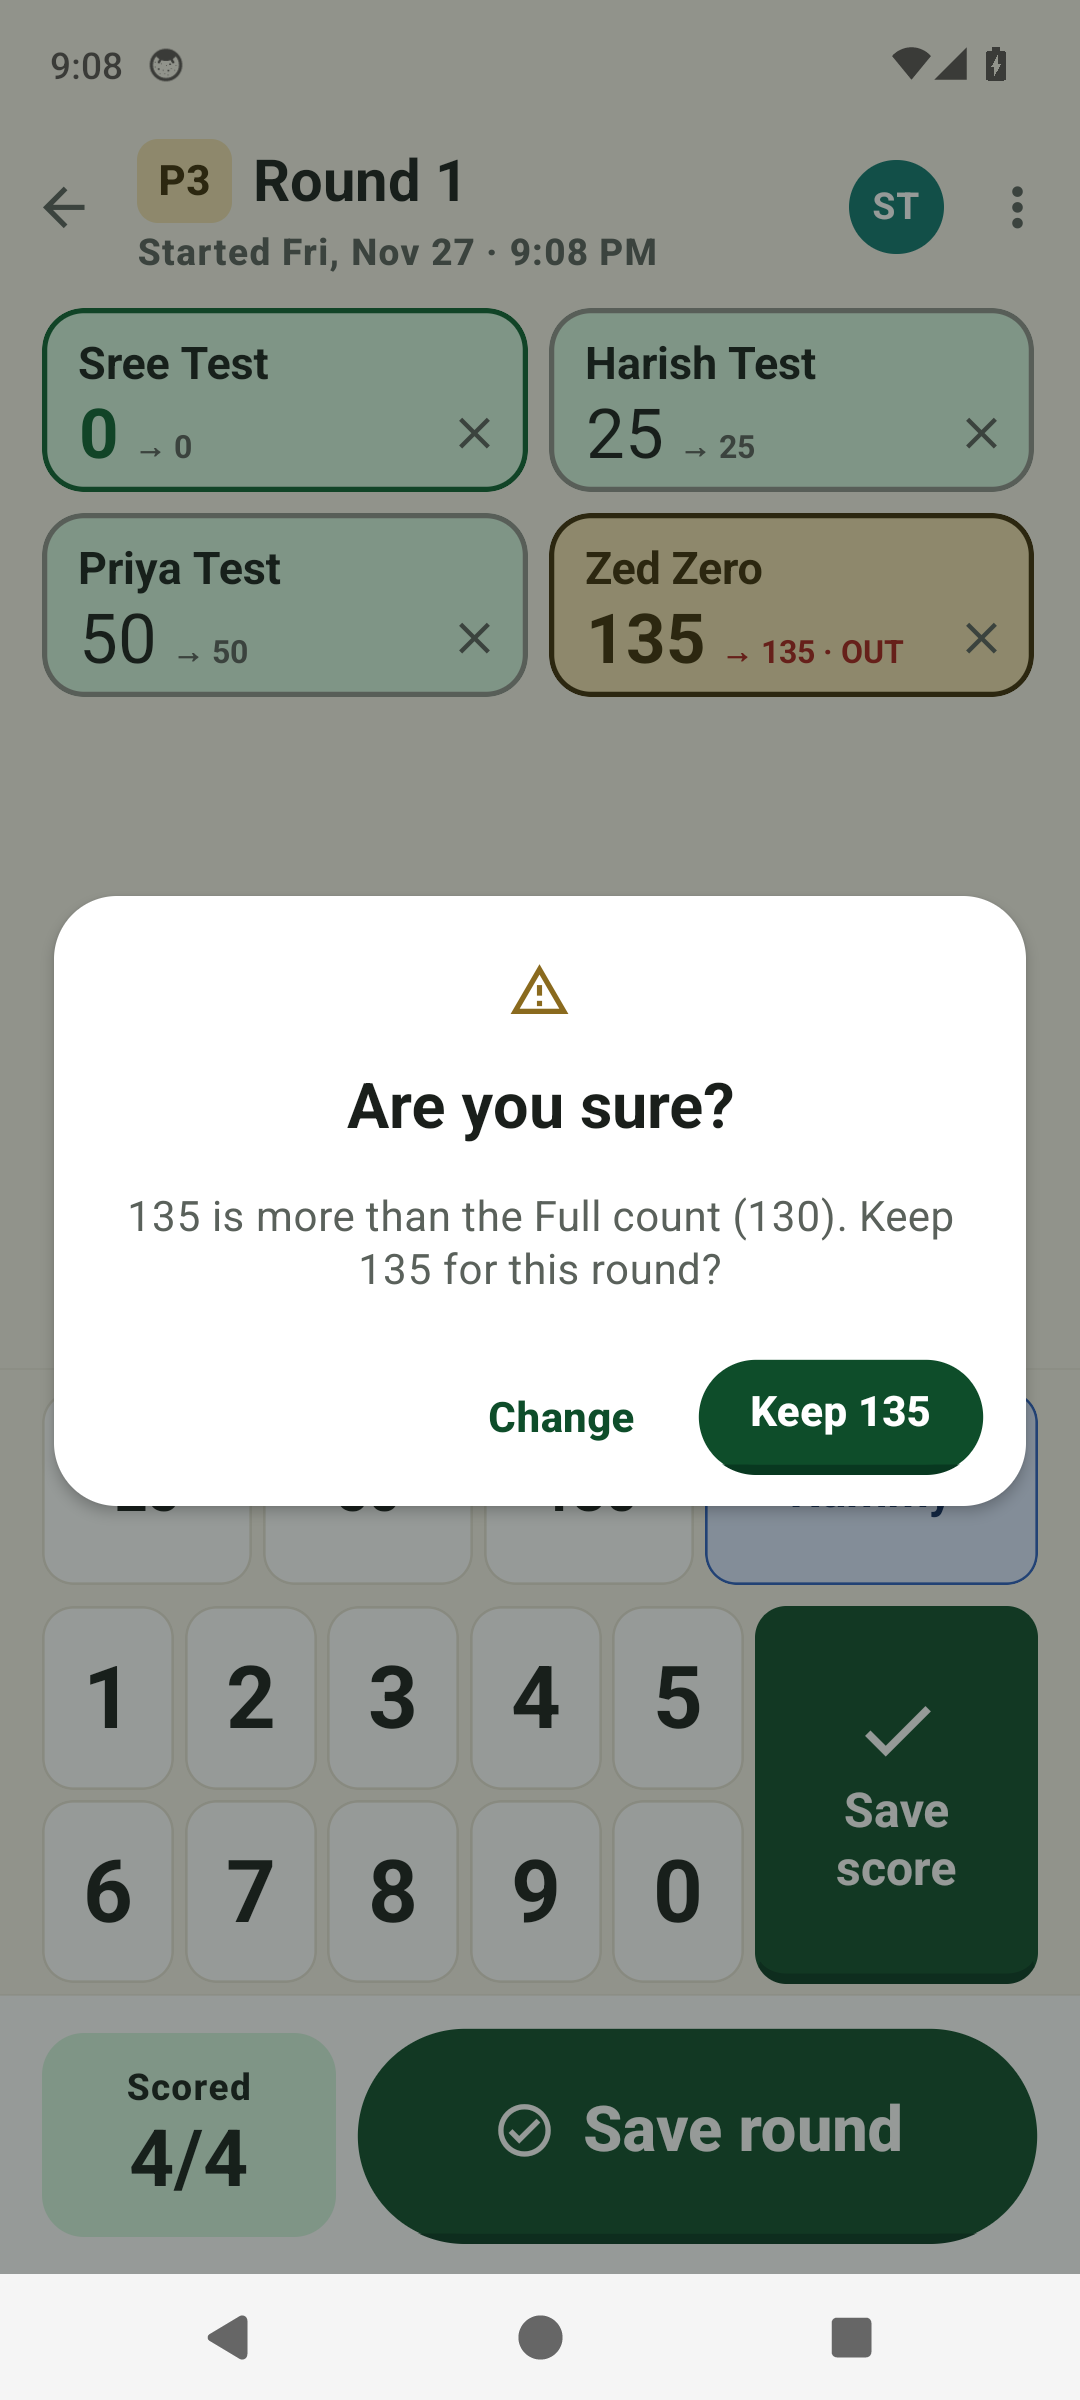 9:08
P3 Round 1
ST
Started Fri, Nov 27 · 9:08 PM
Sree Test
0 → 0
Harish Test
25 → 25
Priya Test
50 → 50
Zed Zero
135 → 135 · OUT
Are you sure?
135 is more than the Full count (130). Keep
135 for this round?
Change
Keep 135
1 2 3 4 5
6 7 8 9 0
Save
score
Scored
4/4
Save round